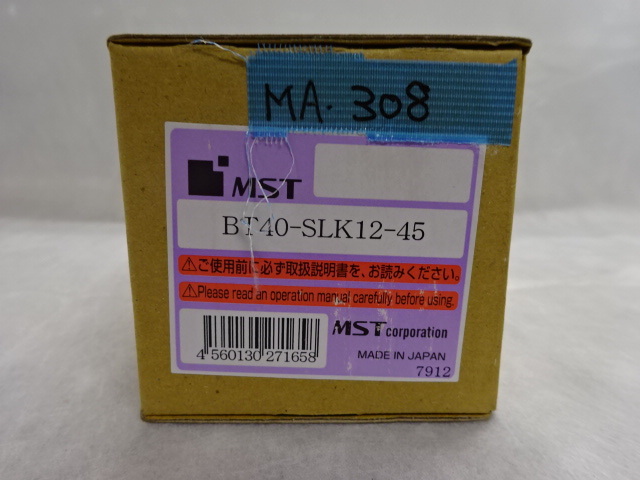 MA. 308
MST
BT40-SLK12-45
⚠ご使用前に必ず取扱説明書を、お読みください。
⚠Please read an operation manual carefully before using.
4 560130 271658
MST corporation
MADE IN JAPAN
7912